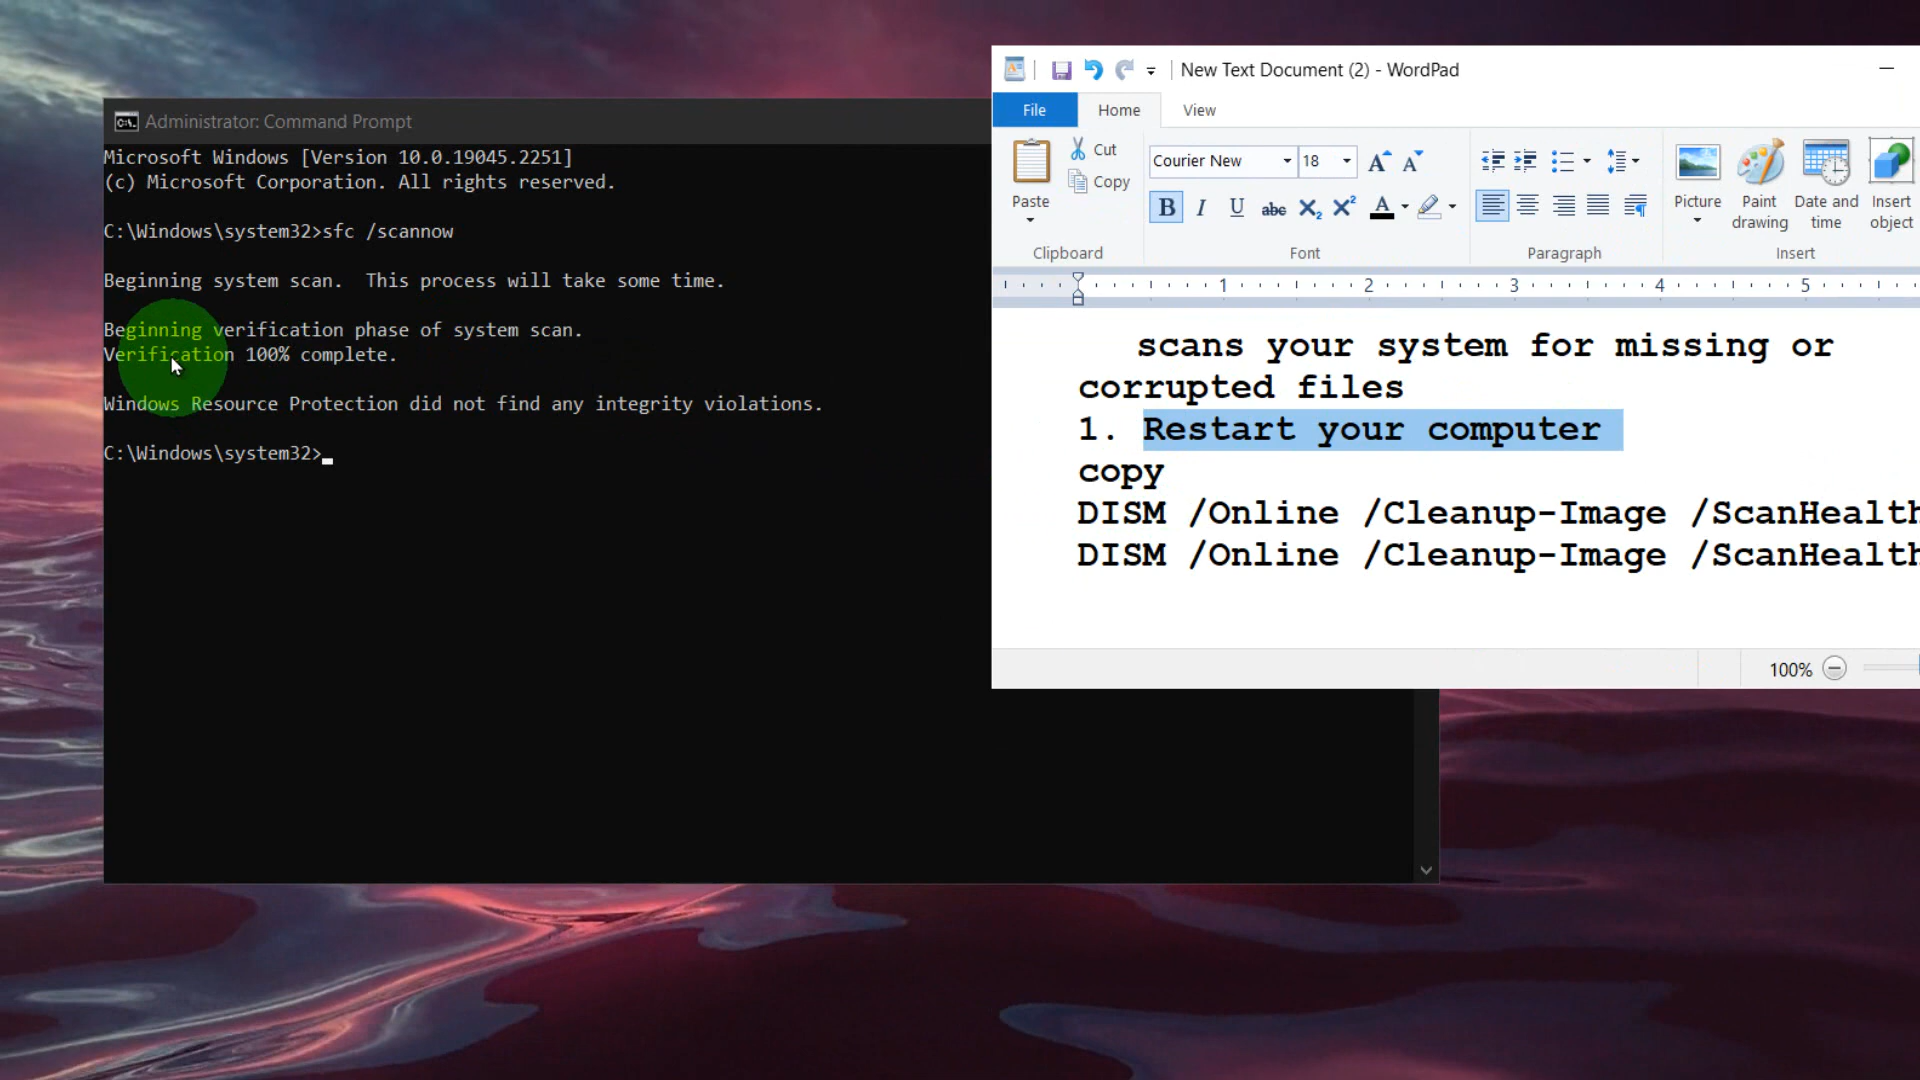 Administrator: Command Prompt
Microsoft Windows [Version 10.0.19045.2251]
(c) Microsoft Corporation. All rights reserved.
C:\Windows\system32>sfc /scannow
Beginning system scan.  This process will take some time.
Beginning verification phase of system scan.
Verification 100% complete.
Windows Resource Protection did not find any integrity violations.
C:\Windows\system32>
New Text Document (2) - WordPad
File Home View
Paste
Cut
Copy
Clipboard
Courier New 18
B I U abc X2 X2 A
Font
Paragraph
Picture
Paint drawing
Date and time
Insert object
Insert
1 2 3 4 5
scans your system for missing or
corrupted files
1. Restart your computer
copy
DISM /Online /Cleanup-Image /ScanHealth
DISM /Online /Cleanup-Image /ScanHealth
100%